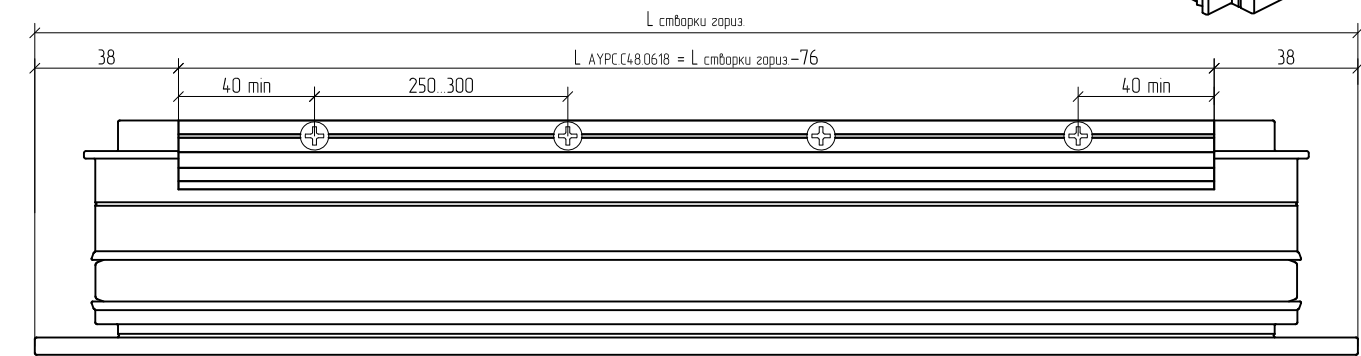 L створки гориз.
38
L AYPC.C48.0618 = L створки гориз.-76
38
40 min
250...300
40 min